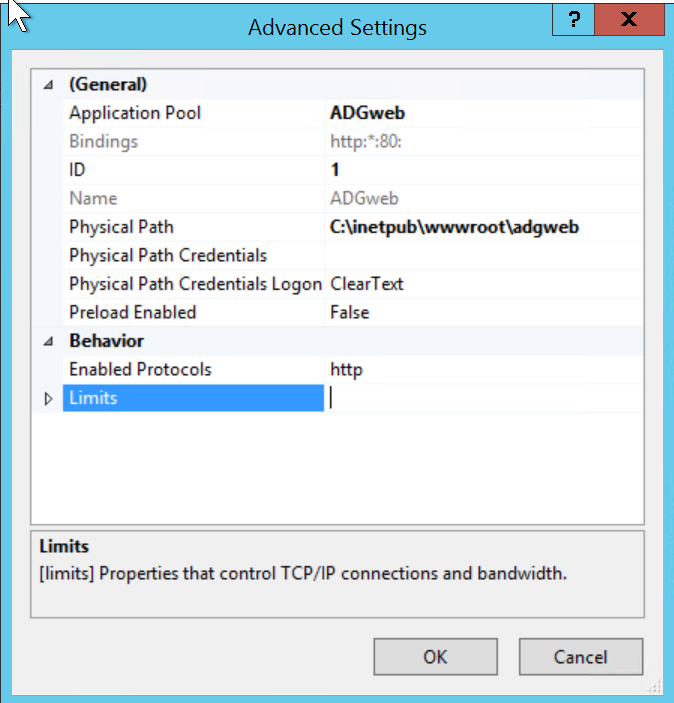 Advanced Settings
?
X
(General)
Application Pool ADGweb
Bindings http:*:80:
ID 1
Name ADGweb
Physical Path C:\inetpub\wwwroot\adgweb
Physical Path Credentials
Physical Path Credentials Logon ClearText
Preload Enabled False
Behavior
Enabled Protocols http
Limits
Limits
[limits] Properties that control TCP/IP connections and bandwidth.
OK Cancel